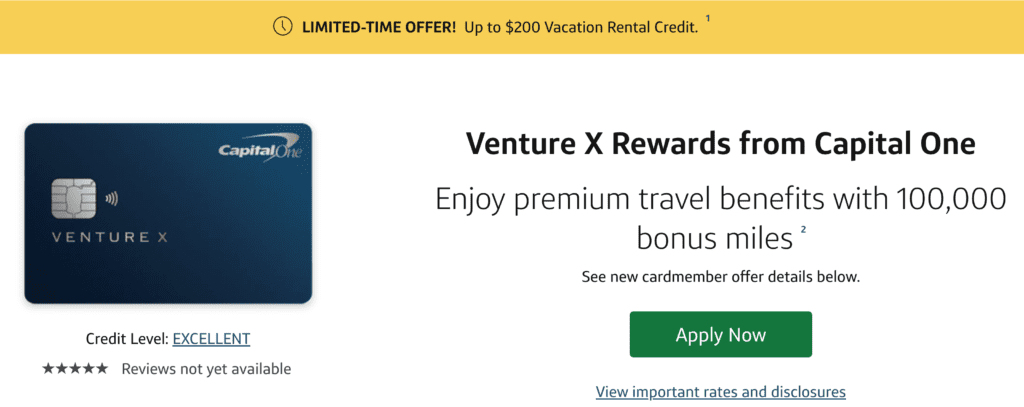 LIMITED-TIME OFFER! Up to $200 Vacation Rental Credit. 1
CapitalOne
VENTURE X
Credit Level: EXCELLENT
★★★★★ Reviews not yet available
Venture X Rewards from Capital One
Enjoy premium travel benefits with 100,000
bonus miles 2
See new cardmember offer details below.
Apply Now
View important rates and disclosures